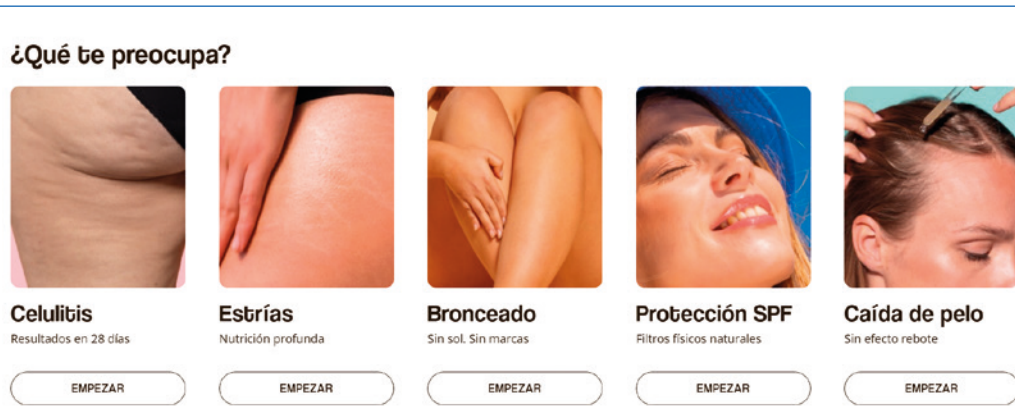 ¿Qué te preocupa?
Celulitis
Resultados en 28 días
EMPEZAR
Estrías
Nutrición profunda
EMPEZAR
Bronceado
Sin sol. Sin marcas
EMPEZAR
Protección SPF
Filtros físicos naturales
EMPEZAR
Caída de pelo
Sin efecto rebote
EMPEZAR